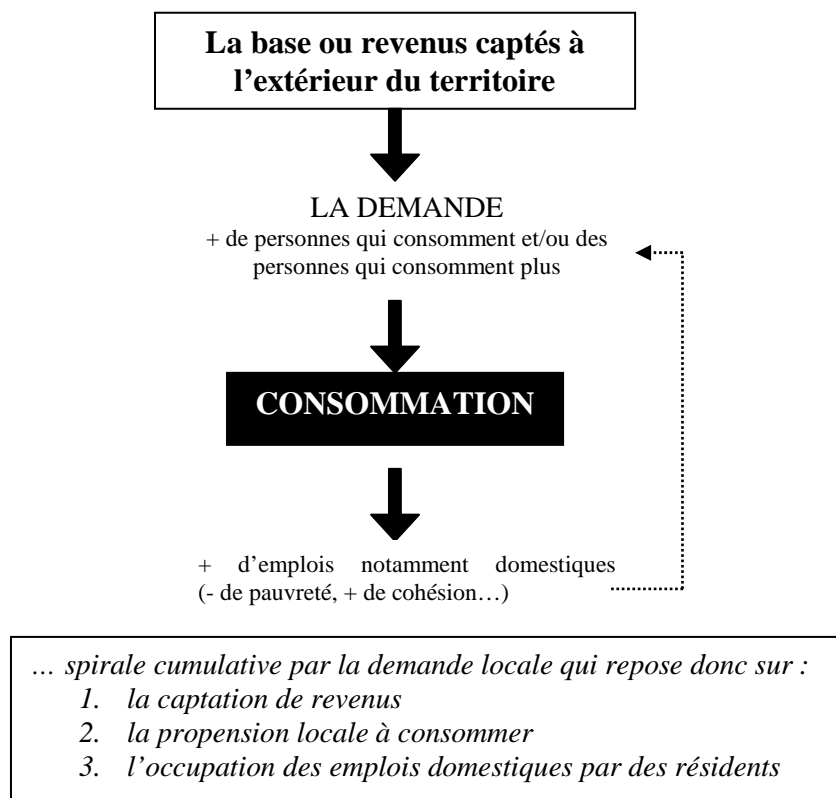 La base ou revenus captés à
l’extérieur du territoire
LA DEMANDE
+ de personnes qui consomment et/ou des
personnes qui consomment plus
CONSOMMATION
+ d’emplois notamment domestiques
(- de pauvreté, + de cohésion…)
… spirale cumulative par la demande locale qui repose donc sur :
1. la captation de revenus
2. la propension locale à consommer
3. l’occupation des emplois domestiques par des résidents